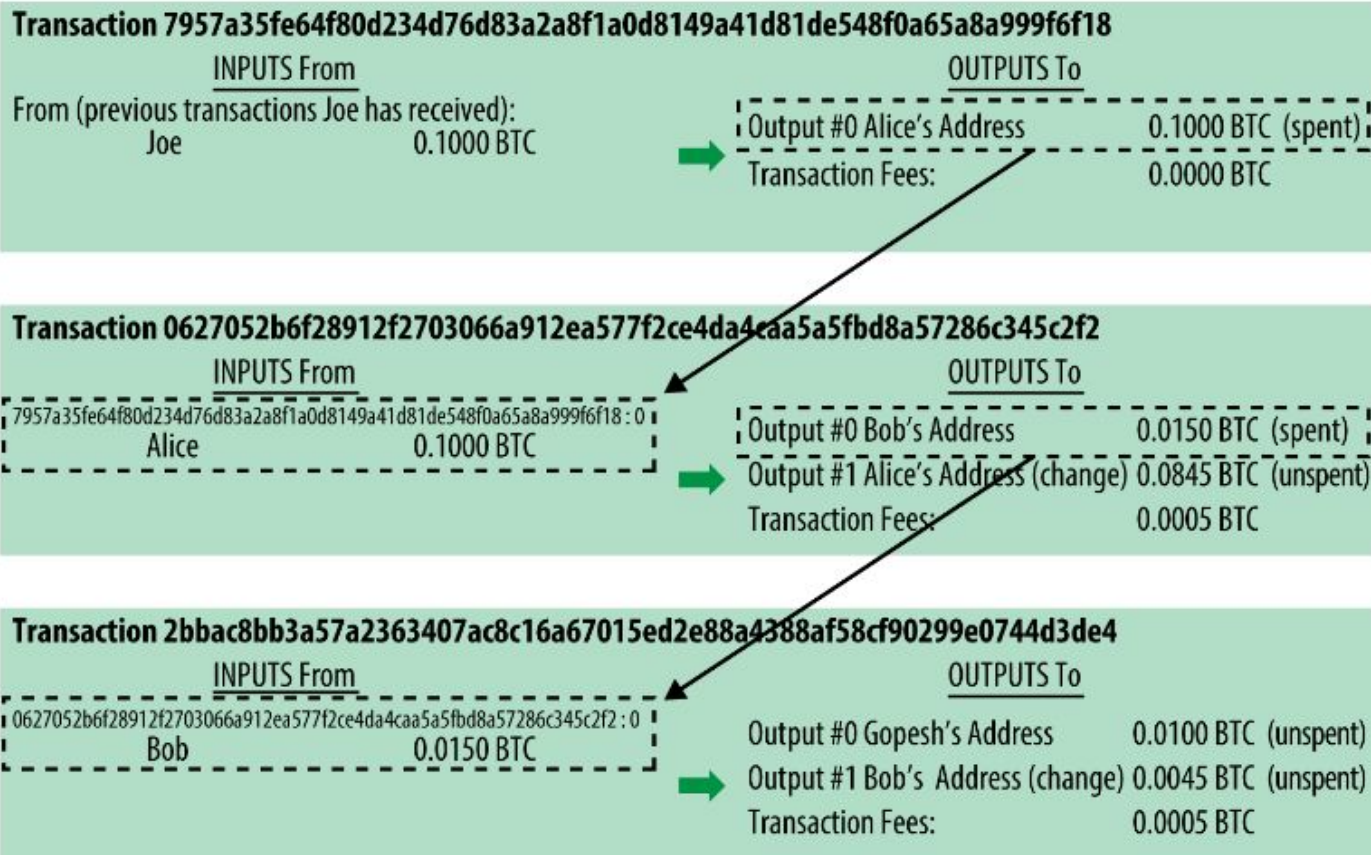 Transaction 7957a35fe64f80d234d76d83a2a8f1a0d8149a41d81de548f0a65a8a999f6f18
INPUTS From
OUTPUTS To
From (previous transactions Joe has received):
Joe 0.1000 BTC
Output #0 Alice's Address 0.1000 BTC (spent)
Transaction Fees: 0.0000 BTC
Transaction 0627052b6f28912f2703066a912ea577f2ce4da4caa5a5fbd8a57286c345c2f2
INPUTS From
OUTPUTS To
7957a35fe64f80d234d76d83a2a8f1a0d8149a41d81de548f0a65a8a999f6f18 : 0
Alice 0.1000 BTC
Output #0 Bob's Address 0.0150 BTC (spent)
Output #1 Alice's Address (change) 0.0845 BTC (unspent)
Transaction Fees: 0.0005 BTC
Transaction 2bbac8bb3a57a2363407ac8c16a67015ed2e88a4388af58cf90299e0744d3de4
INPUTS From
OUTPUTS To
0627052b6f28912f2703066a912ea577f2ce4da4caa5a5fbd8a57286c345c2f2 : 0
Bob 0.0150 BTC
Output #0 Gopesh's Address 0.0100 BTC (unspent)
Output #1 Bob's Address (change) 0.0045 BTC (unspent)
Transaction Fees: 0.0005 BTC